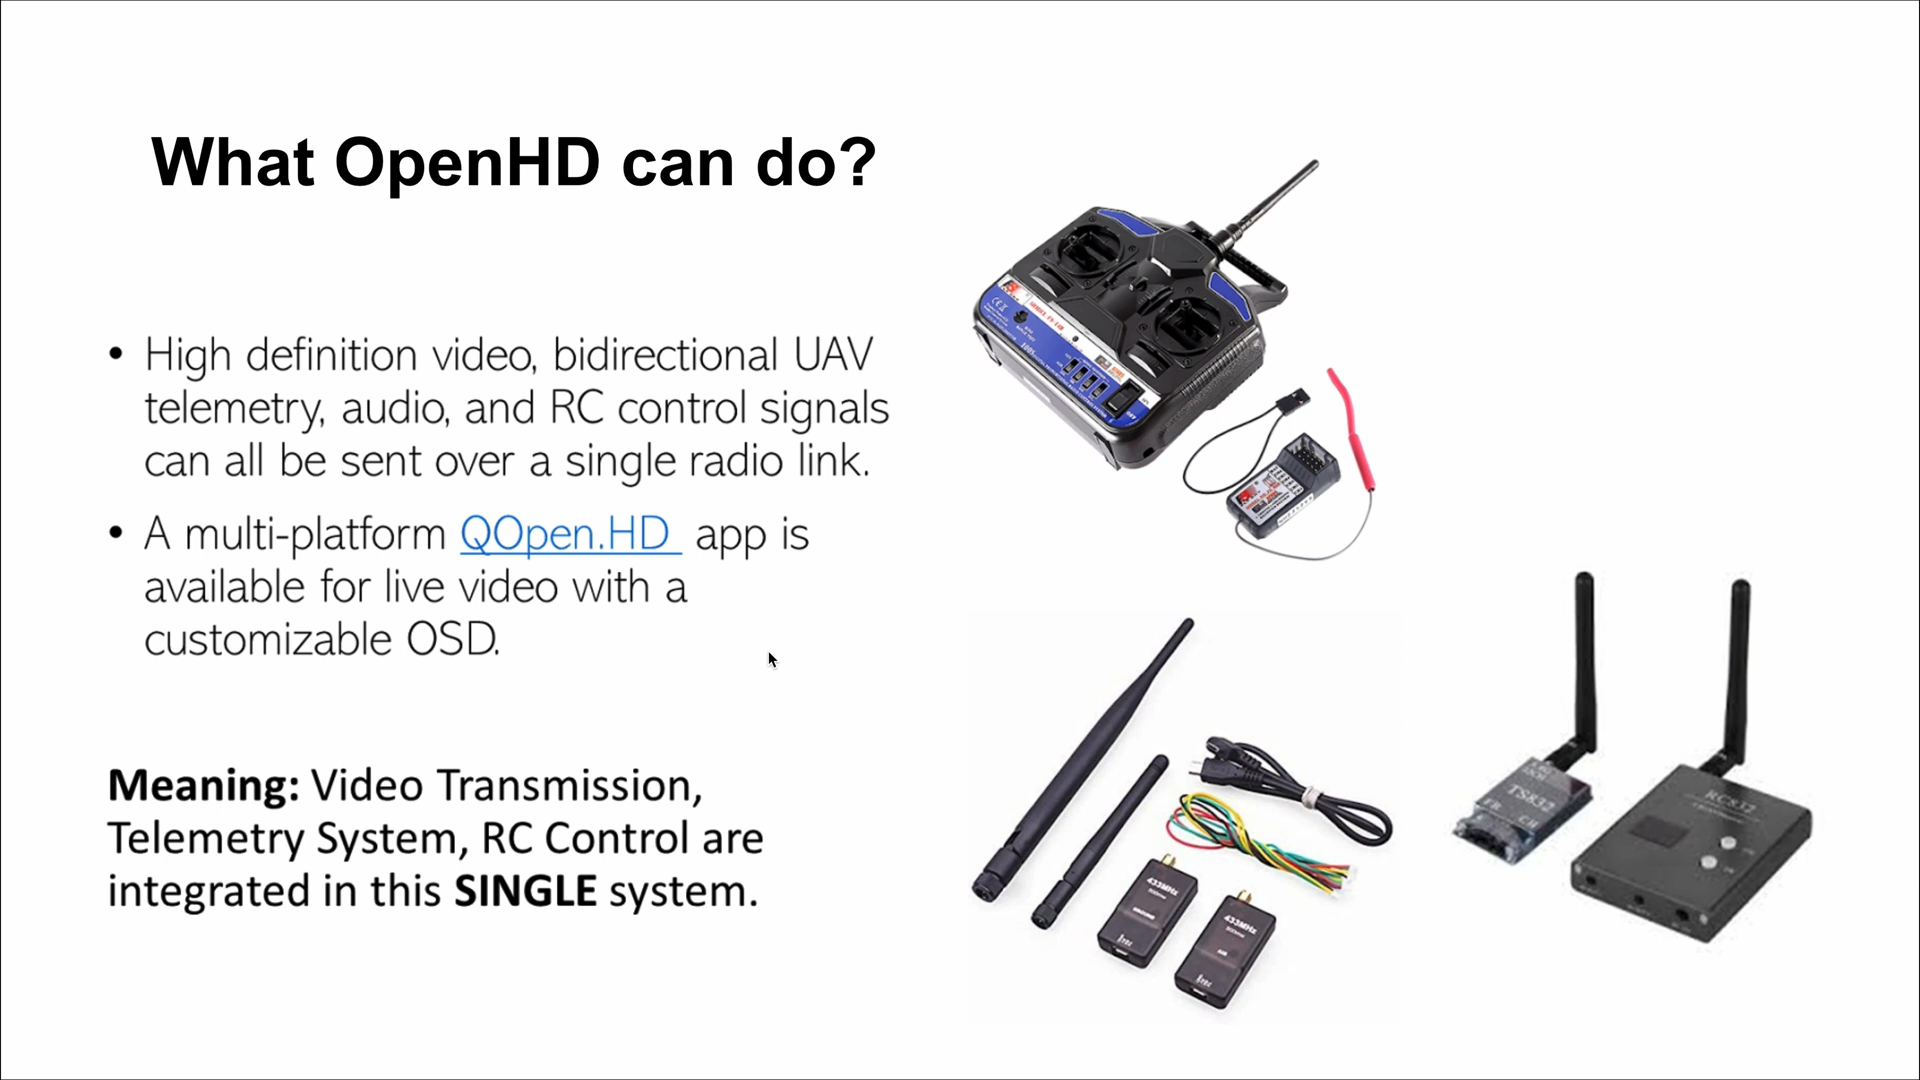 What OpenHD can do?
• High definition video, bidirectional UAV
telemetry, audio, and RC control signals
can all be sent over a single radio link.
• A multi-platform QOpen.HD app is
available for live video with a
customizable OSD.
Meaning: Video Transmission,
Telemetry System, RC Control are
integrated in this SINGLE system.
TS832
RC832
433MHz
433MHz